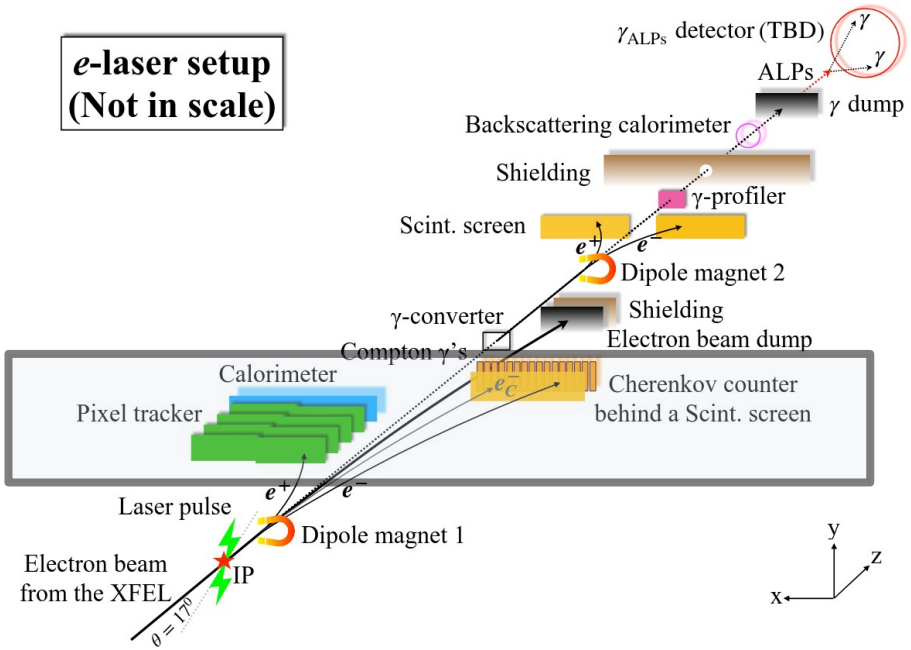 e-laser setup
(Not in scale)
γ
γALPs detector (TBD)
γ
ALPs
γ dump
Backscattering calorimeter
Shielding
γ-profiler
Scint. screen
e+
e−
Dipole magnet 2
Shielding
γ-converter
Electron beam dump
Compton γ's
Calorimeter
e−C
Cherenkov counter
behind a Scint. screen
Pixel tracker
e+
e−
Laser pulse
Dipole magnet 1
Electron beam
from the XFEL
IP
θ = 17⁰
y
z
x